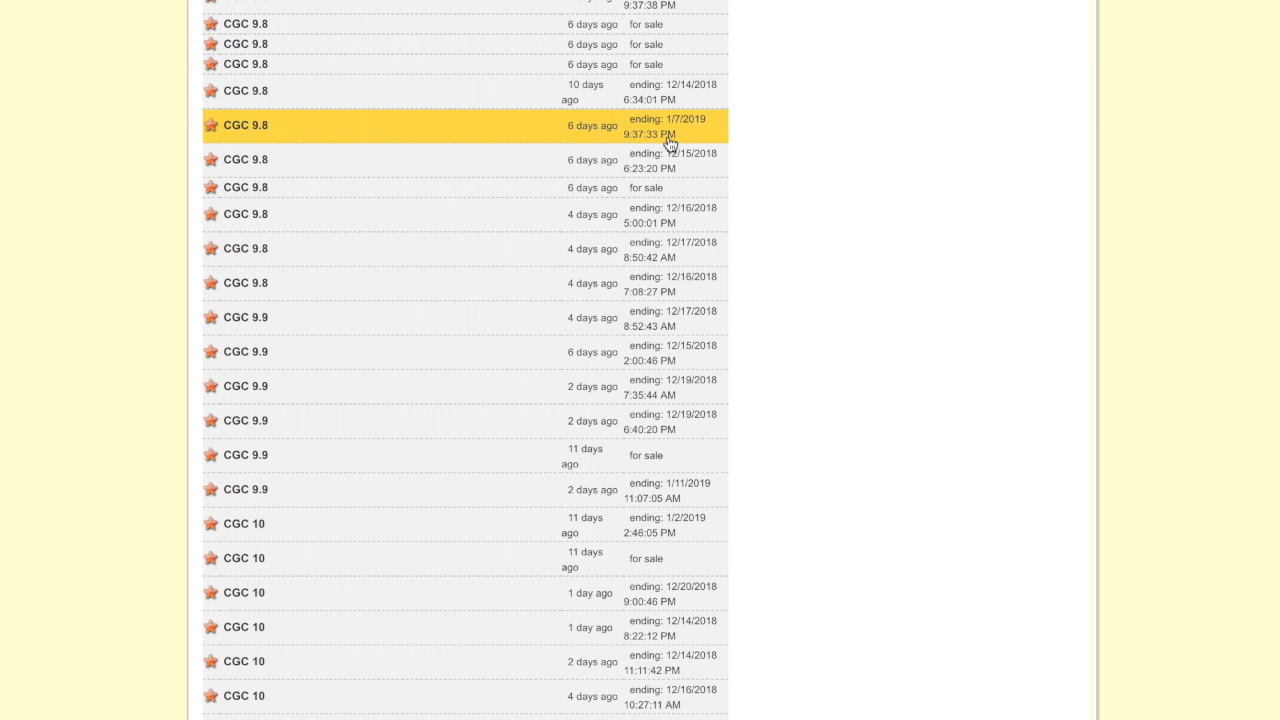 9:37:38 PM
CGC 9.8 6 days ago for sale
CGC 9.8 6 days ago for sale
CGC 9.8 6 days ago for sale
CGC 9.8 10 days ago ending: 12/14/2018 6:34:01 PM
CGC 9.8 6 days ago ending: 1/7/2019 9:37:33 PM
CGC 9.8 6 days ago ending: 12/15/2018 6:23:20 PM
CGC 9.8 6 days ago for sale
CGC 9.8 4 days ago ending: 12/16/2018 5:00:01 PM
CGC 9.8 4 days ago ending: 12/17/2018 8:50:42 AM
CGC 9.8 4 days ago ending: 12/16/2018 7:08:27 PM
CGC 9.9 4 days ago ending: 12/17/2018 8:52:43 AM
CGC 9.9 6 days ago ending: 12/15/2018 2:00:46 PM
CGC 9.9 2 days ago ending: 12/19/2018 7:35:44 AM
CGC 9.9 2 days ago ending: 12/19/2018 6:40:20 PM
CGC 9.9 11 days ago for sale
CGC 9.9 2 days ago ending: 1/11/2019 11:07:05 AM
CGC 10 11 days ago ending: 1/2/2019 2:46:05 PM
CGC 10 11 days ago for sale
CGC 10 1 day ago ending: 12/20/2018 9:00:46 PM
CGC 10 1 day ago ending: 12/14/2018 8:22:12 PM
CGC 10 2 days ago ending: 12/14/2018 11:11:42 PM
CGC 10 4 days ago ending: 12/16/2018 10:27:11 AM